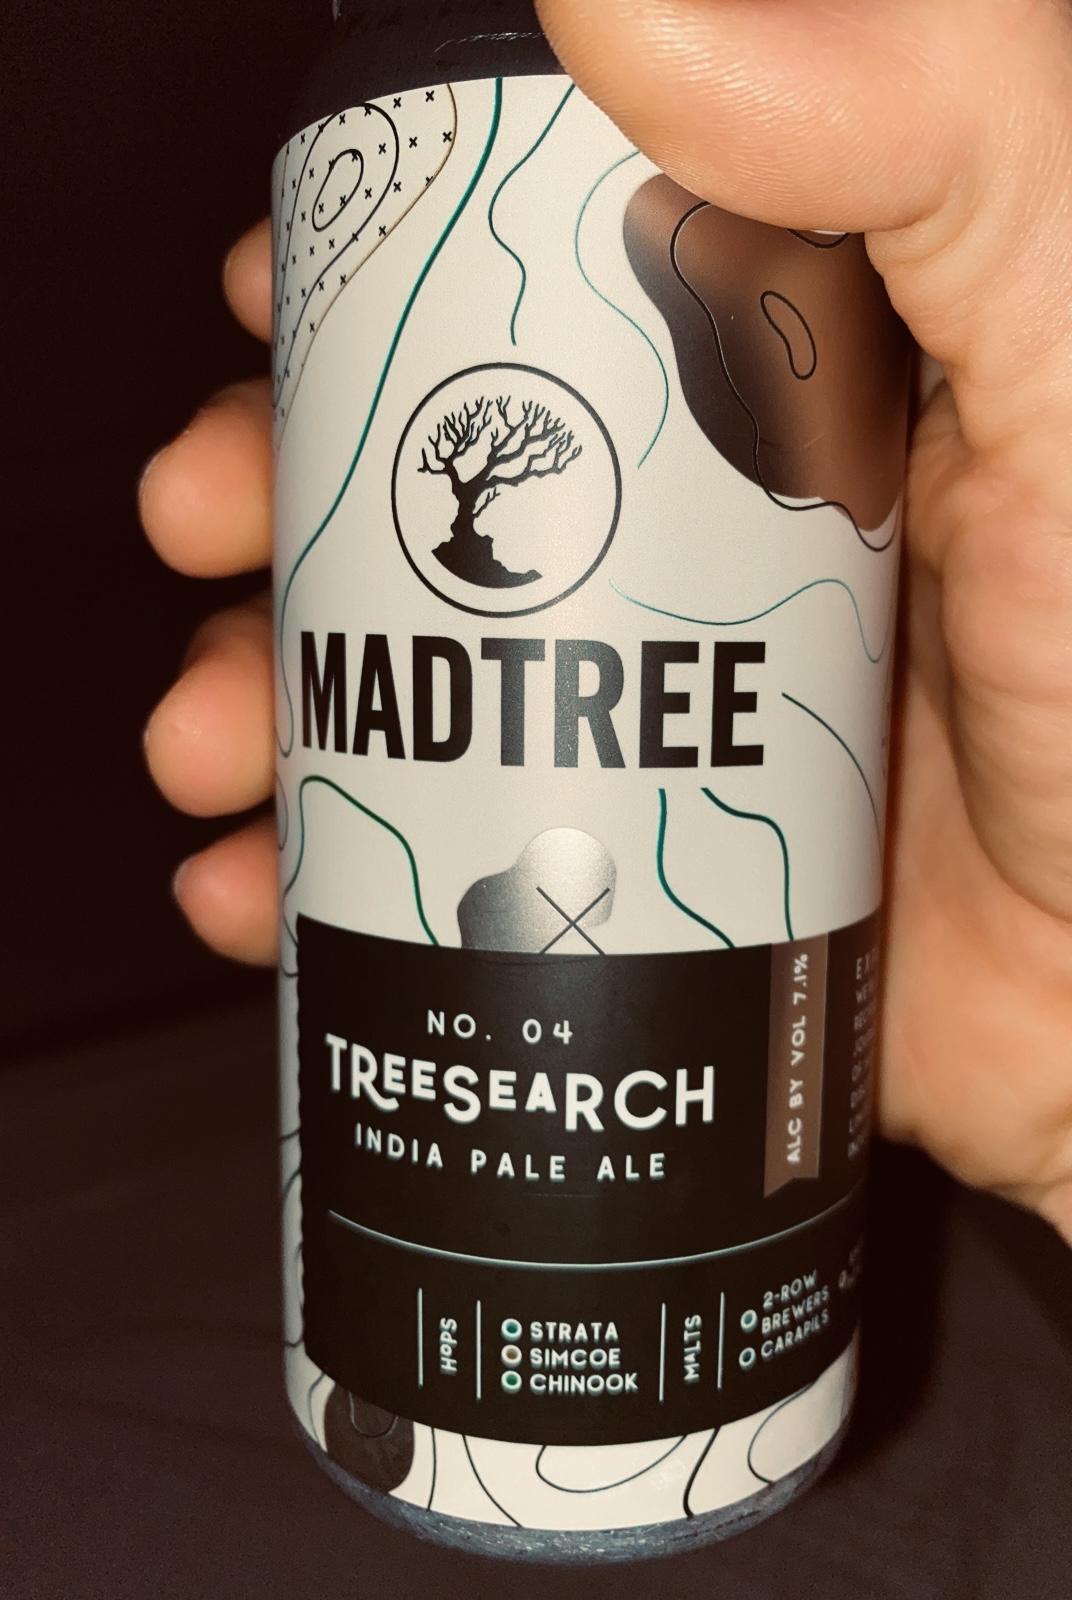 MADTREE
NO. 04
TREESEARCH
INDIA PALE ALE
ALC BY VOL 7.1%
HOPS
STRATA
SIMCOE
CHINOOK
MALTS
2-ROW
BREWERS
CARAPILS